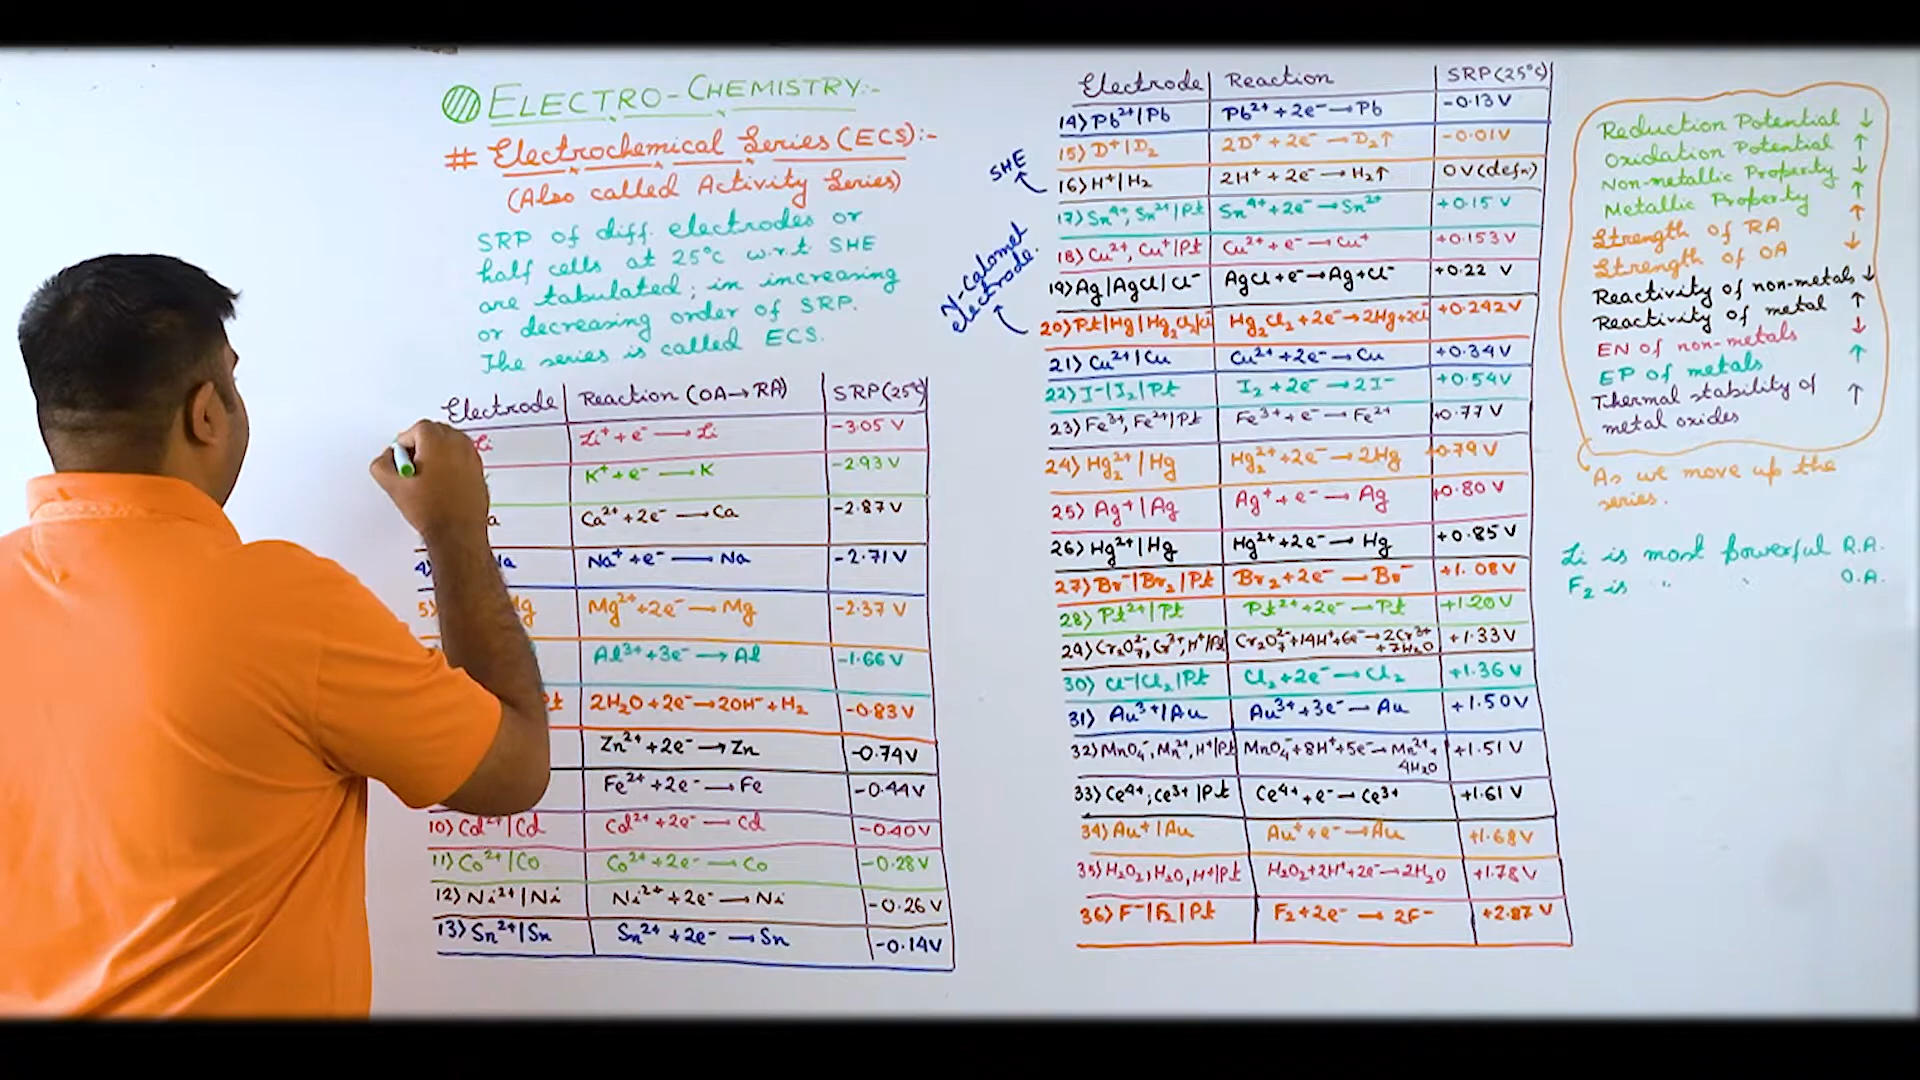 ELECTRO-CHEMISTRY:-
# Electrochemical Series (ECS):-
(Also called Activity Series)
SRP of diff. electrodes or
half cells at 25°C w.r.t SHE
are tabulated; in increasing
or decreasing order of SRP.
The series is called ECS.
Electrode Reaction (OA→RA) SRP(25°C)
Li Li⁺ + e⁻ → Li -3.05 V
K⁺ + e⁻ → K -2.93 V
a Ca²⁺ + 2e⁻ → Ca -2.87 V
4) Na Na⁺ + e⁻ → Na -2.71 V
5) Mg Mg²⁺ + 2e⁻ → Mg -2.37 V
Al³⁺ + 3e⁻ → Al -1.66 V
Pt 2H₂O + 2e⁻ → 2OH⁻ + H₂ -0.83 V
Zn²⁺ + 2e⁻ → Zn -0.74 V
Fe²⁺ + 2e⁻ → Fe -0.44 V
10) Cd²⁺|Cd Cd²⁺ + 2e⁻ → Cd -0.40 V
11) Co²⁺|Co Co²⁺ + 2e⁻ → Co -0.28 V
12) Ni²⁺|Ni Ni²⁺ + 2e⁻ → Ni -0.26 V
13) Sn²⁺|Sn Sn²⁺ + 2e⁻ → Sn -0.14 V
Electrode Reaction SRP(25°C)
14) Pb²⁺|Pb Pb²⁺ + 2e⁻ → Pb -0.13 V
15) D⁺|D₂ 2D⁺ + 2e⁻ → D₂↑ -0.01 V
SHE
16) H⁺|H₂ 2H⁺ + 2e⁻ → H₂↑ 0 V (defn)
17) Sn⁴⁺, Sn²⁺|Pt Sn⁴⁺ + 2e⁻ → Sn²⁺ +0.15 V
18) Cu²⁺, Cu⁺|Pt Cu²⁺ + e⁻ → Cu⁺ +0.153 V
19) Ag|AgCl|Cl⁻ AgCl + e⁻ → Ag + Cl⁻ +0.22 V
N-Calomel
electrode.
20) Pt|Hg|Hg₂Cl₂|Cl⁻ Hg₂Cl₂ + 2e⁻ → 2Hg + 2Cl⁻ +0.242 V
21) Cu²⁺|Cu Cu²⁺ + 2e⁻ → Cu +0.34 V
22) I⁻|I₂|Pt I₂ + 2e⁻ → 2I⁻ +0.54 V
23) Fe³⁺, Fe²⁺|Pt Fe³⁺ + e⁻ → Fe²⁺ +0.77 V
24) Hg₂²⁺|Hg Hg₂²⁺ + 2e⁻ → 2Hg +0.79 V
25) Ag⁺|Ag Ag⁺ + e⁻ → Ag +0.80 V
26) Hg²⁺|Hg Hg²⁺ + 2e⁻ → Hg +0.85 V
27) Br⁻|Br₂|Pt Br₂ + 2e⁻ → Br⁻ +1.08 V
28) Pt²⁺|Pt Pt²⁺ + 2e⁻ → Pt +1.20 V
29) Cr₂O₇²⁻, Cr³⁺, H⁺|Pt Cr₂O₇²⁻ + 14H⁺ + 6e⁻ → 2Cr³⁺ + 7H₂O +1.33 V
30) Cl⁻|Cl₂|Pt Cl₂ + 2e⁻ → Cl₂ +1.36 V
31) Au³⁺|Au Au³⁺ + 3e⁻ → Au +1.50 V
32) MnO₄⁻, Mn²⁺, H⁺|Pt MnO₄⁻ + 8H⁺ + 5e⁻ → Mn²⁺ + 4H₂O +1.51 V
33) Ce⁴⁺, Ce³⁺|Pt Ce⁴⁺ + e⁻ → Ce³⁺ +1.61 V
34) Au⁺|Au Au⁺ + e⁻ → Au +1.68 V
35) H₂O₂, H₂O, H⁺|Pt H₂O₂ + 2H⁺ + 2e⁻ → 2H₂O +1.78 V
36) F⁻|F₂|Pt F₂ + 2e⁻ → 2F⁻ +2.87 V
Reduction Potential ↓
Oxidation Potential ↑
Non-metallic Property ↓
Metallic Property ↑
Strength of RA ↑
Strength of OA ↓
Reactivity of non-metals ↓
Reactivity of metal ↑
EN of non-metals ↓
EP of metals ↑
Thermal stability of ↑
metal oxides
As we move up the
series.
Li is most powerful R.A.
F₂ is " " O.A.